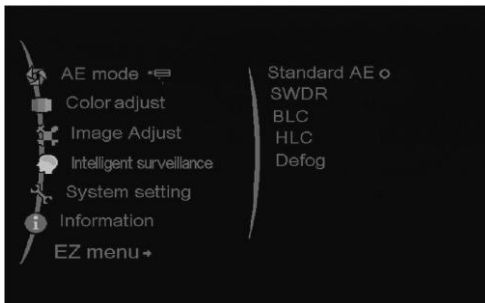 AE mode
Color adjust
Image Adjust
Intelligent surveillance
System setting
Information
EZ menu
Standard AE
SWDR
BLC
HLC
Defog